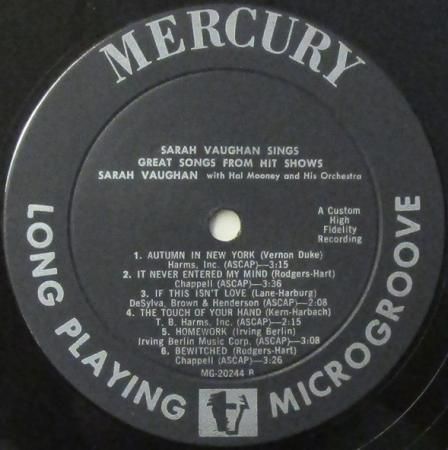 MERCURY
SARAH VAUGHAN SINGS
GREAT SONGS FROM HIT SHOWS
SARAH VAUGHAN with Hal Mooney and His Orchestra
A Custom
High
Fidelity
Recording
1. AUTUMN IN NEW YORK (Vernon Duke)
Harms, Inc. (ASCAP)—3:15
2. IT NEVER ENTERED MY MIND (Rodgers-Hart)
Chappell (ASCAP)—3:36
3. IF THIS ISN'T LOVE (Lane-Harburg)
DeSylva, Brown & Henderson (ASCAP)—2:08
4. THE TOUCH OF YOUR HAND (Kern-Harbach)
T. B. Harms, Inc. (ASCAP)—2:15
5. HOMEWORK (Irving Berlin)
Irving Berlin Music Corp. (ASCAP)—3:08
6. BEWITCHED (Rodgers-Hart)
Chappell (ASCAP)—3:26
MG-20244 B
LONG PLAYING
MICROGROOVE